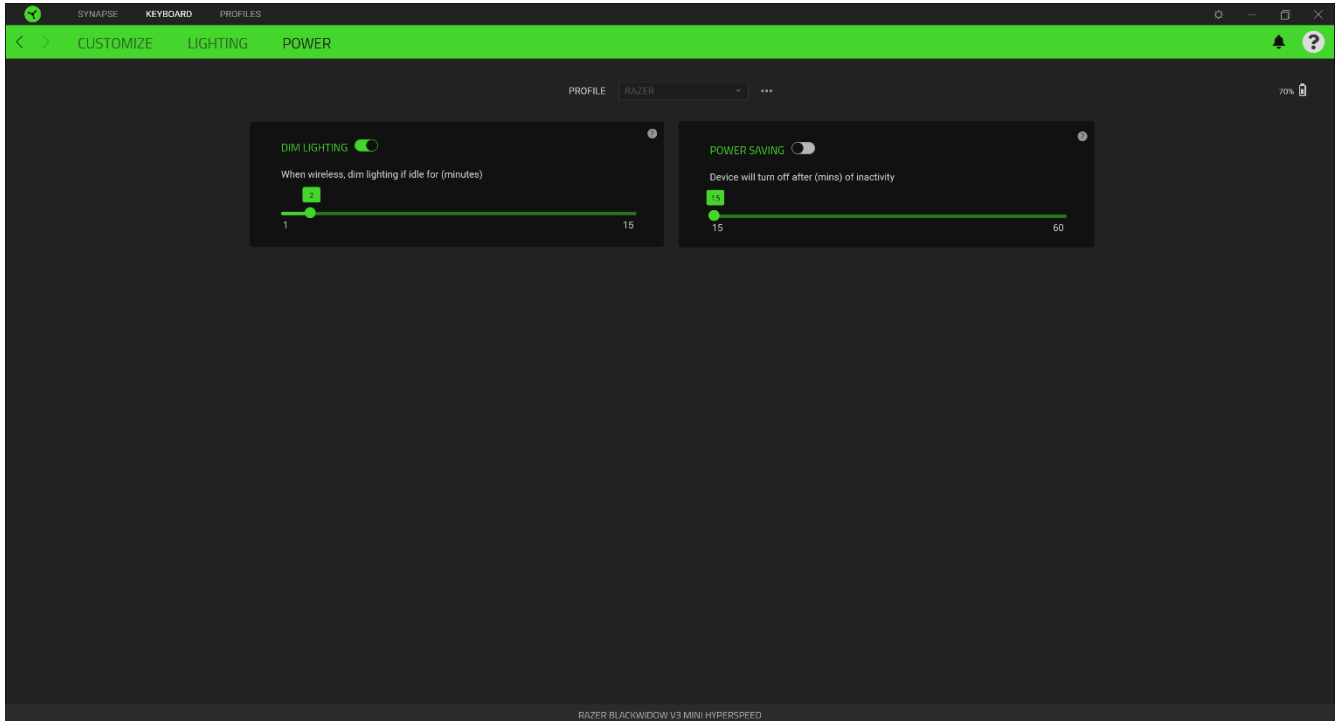 SYNAPSE KEYBOARD PROFILES
CUSTOMIZE LIGHTING POWER
?
PROFILE RAZER
70%
DIM LIGHTING
?
When wireless, dim lighting if idle for (minutes)
2
1 15
POWER SAVING
?
Device will turn off after (mins) of inactivity
15
15 60
RAZER BLACKWIDOW V3 MINI HYPERSPEED